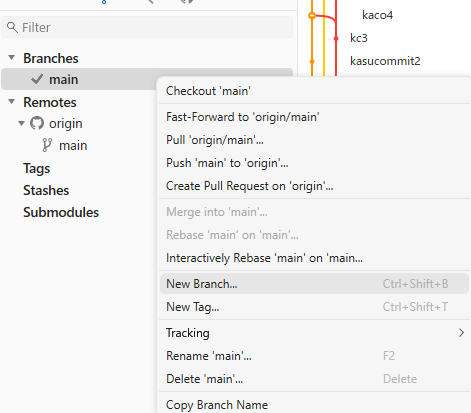 kaco4
Filter
kc3
Branches
kasucommit2
main
Checkout 'main'
Remotes
Fast-Forward to 'origin/main'
origin
Pull 'origin/main'...
main
Push 'main' to 'origin'...
Tags
Create Pull Request on 'origin'...
Stashes
Merge into 'main'...
Submodules
Rebase 'main' on 'main'...
Interactively Rebase 'main' on 'main...
New Branch... Ctrl+Shift+B
New Tag... Ctrl+Shift+T
Tracking
Rename 'main'... F2
Delete 'main'... Delete
Copy Branch Name